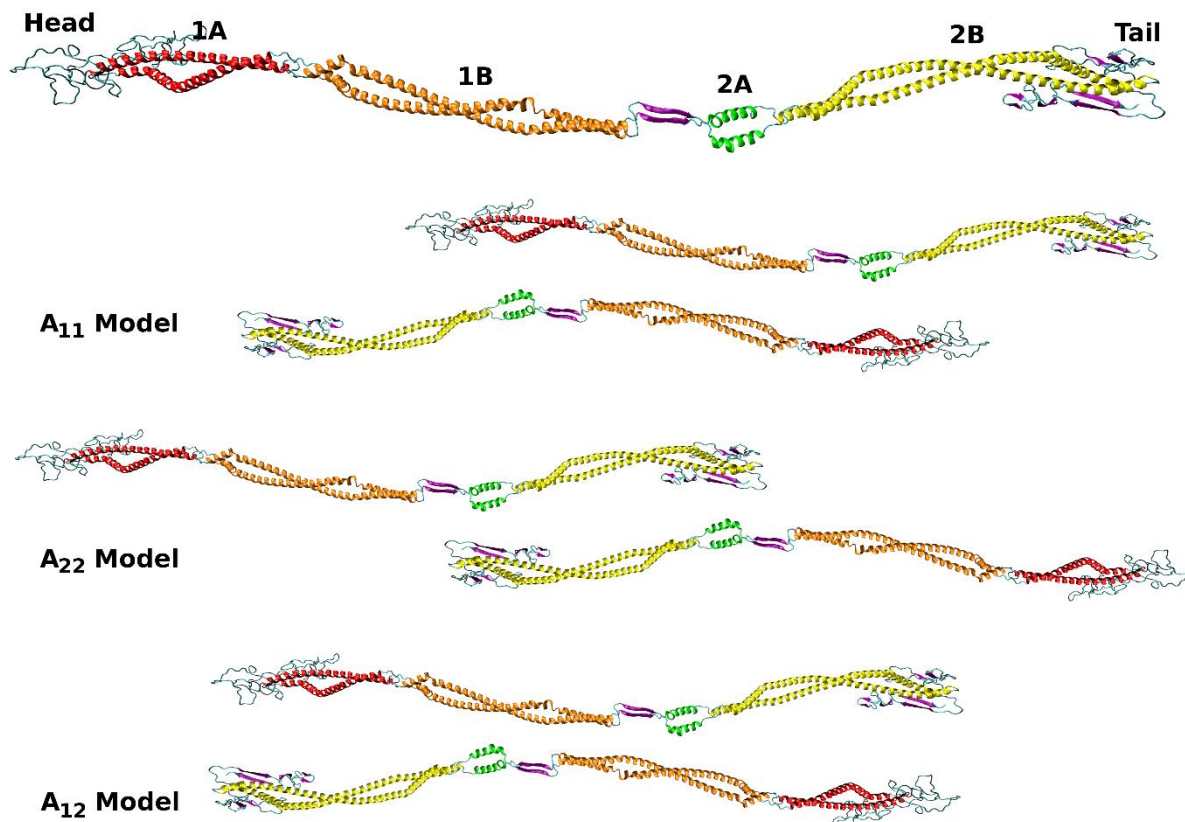 Head
1A
1B
2A
2B
Tail
A₁₁ Model
A₂₂ Model
A₁₂ Model